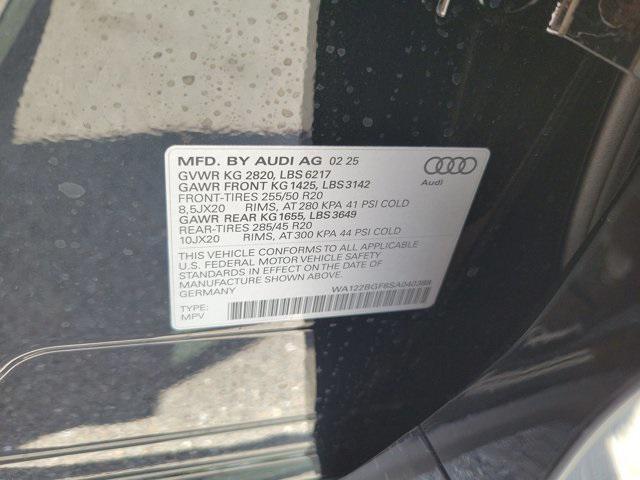 MFD. BY AUDI AG 02 25
GVWR KG 2820, LBS 6217
GAWR FRONT KG 1425, LBS 3142
FRONT-TIRES 255/50 R20
8,5JX20 RIMS, AT 280 KPA 41 PSI COLD
GAWR REAR KG 1655, LBS 3649
REAR-TIRES 285/45 R20
10JX20 RIMS, AT 300 KPA 44 PSI COLD
THIS VEHICLE CONFORMS TO ALL APPLICABLE
U.S. FEDERAL MOTOR VEHICLE SAFETY
STANDARDS IN EFFECT ON THE DATE OF
MANUFACTURE SHOWN ABOVE.
GERMANY
WA122BGF8SA040388
TYPE:
MPV
Audi